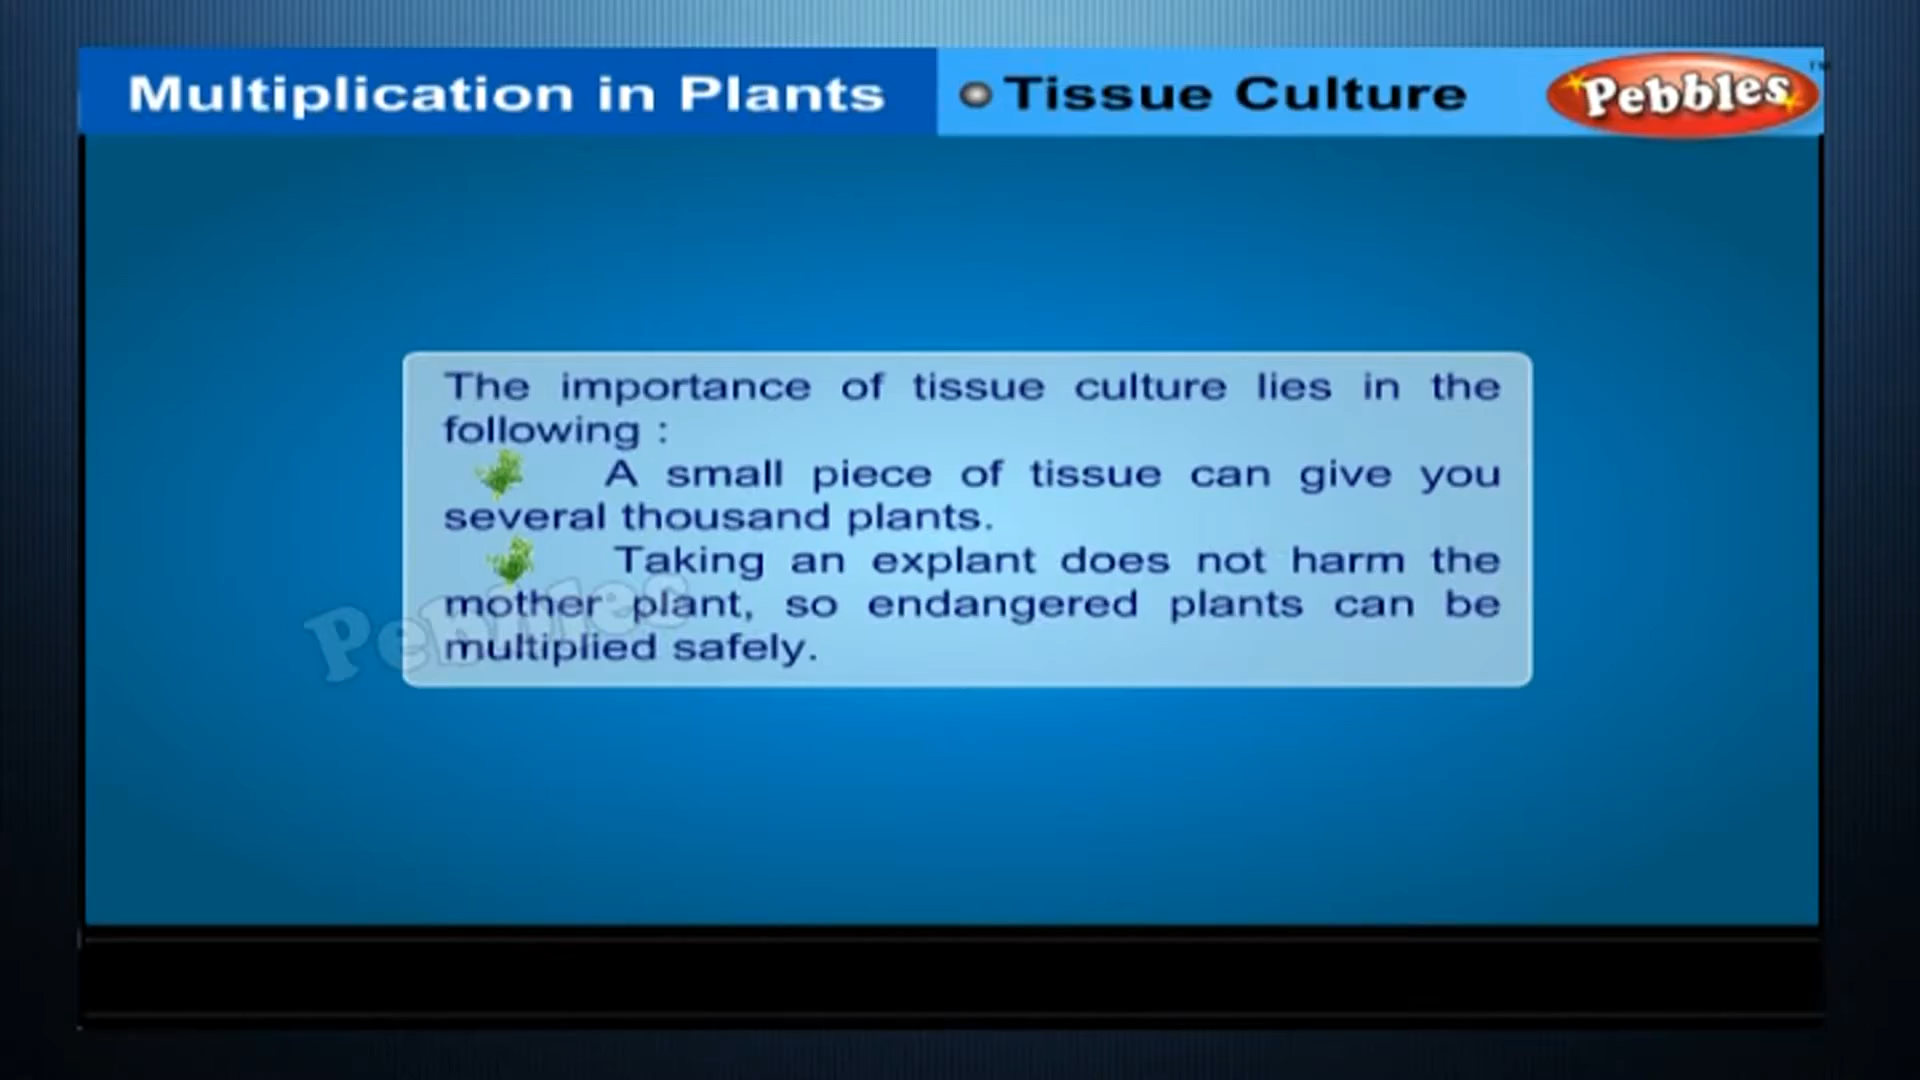 Multiplication in Plants
Tissue Culture
Pebbles
TM
The importance of tissue culture lies in the
following :
A small piece of tissue can give you
several thousand plants.
Taking an explant does not harm the
mother plant, so endangered plants can be
multiplied safely.
Pebbles